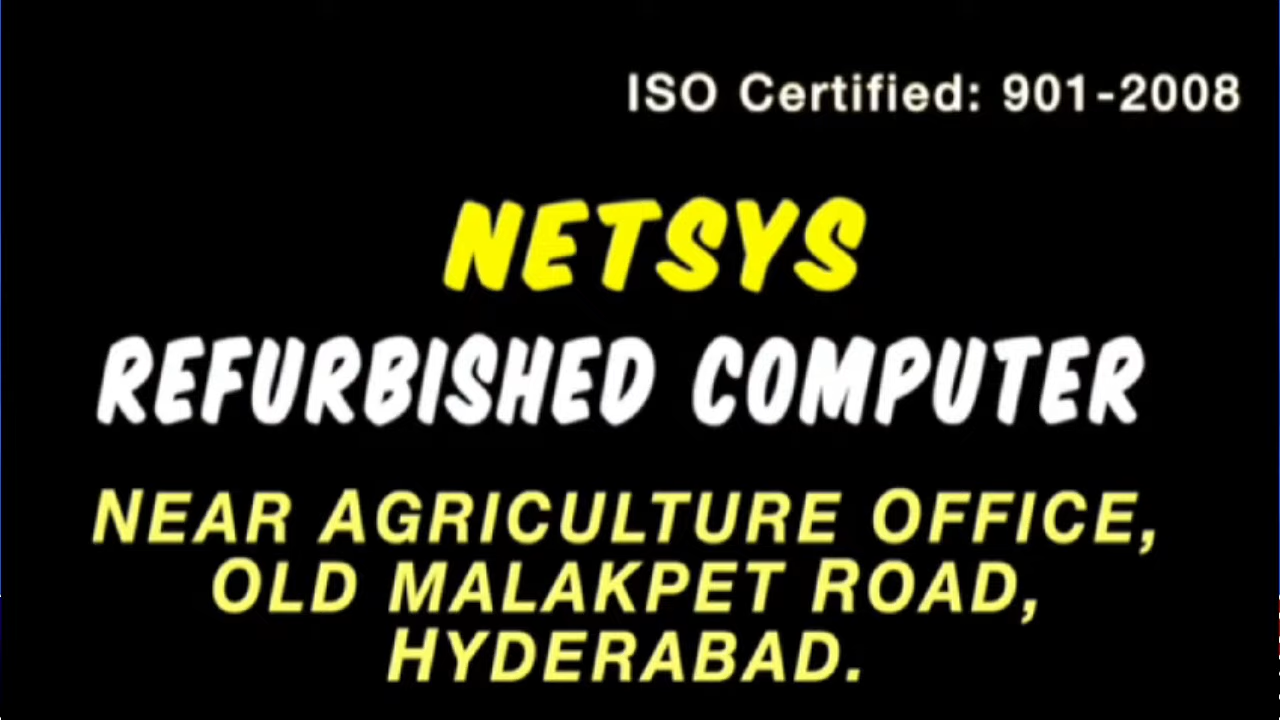 ISO Certified: 901-2008
NETSYS
REFURBISHED COMPUTER
NEAR AGRICULTURE OFFICE,
OLD MALAKPET ROAD,
HYDERABAD.